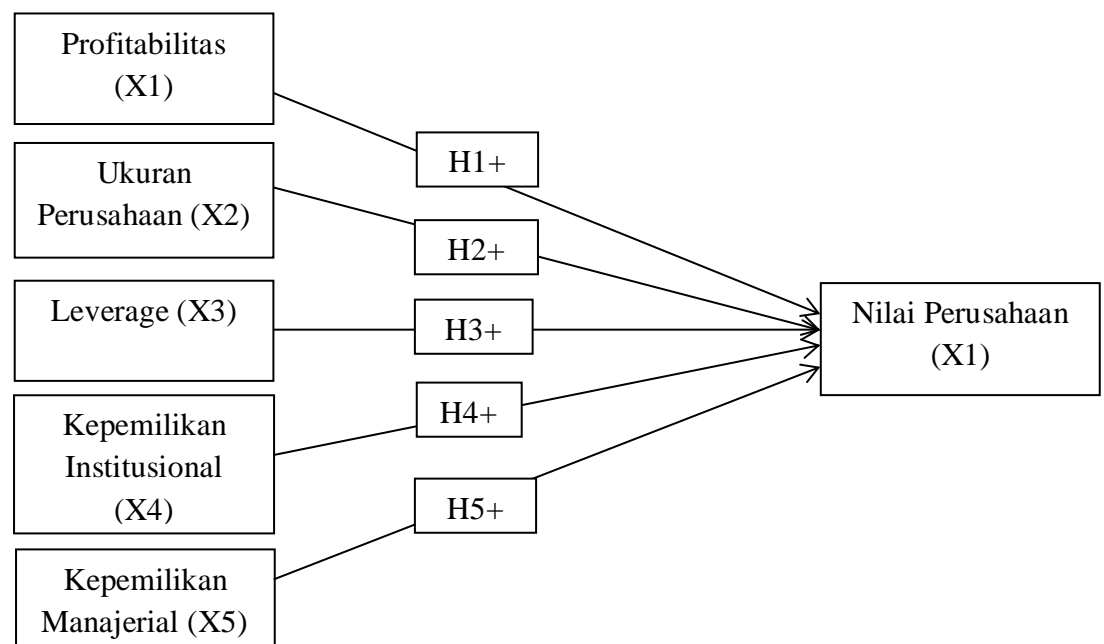 Profitabilitas
(X1)
H1+
Ukuran
Perusahaan (X2)
H2+
Leverage (X3)
H3+
Nilai Perusahaan
(X1)
Kepemilikan
Institusional
(X4)
H4+
H5+
Kepemilikan
Manajerial (X5)